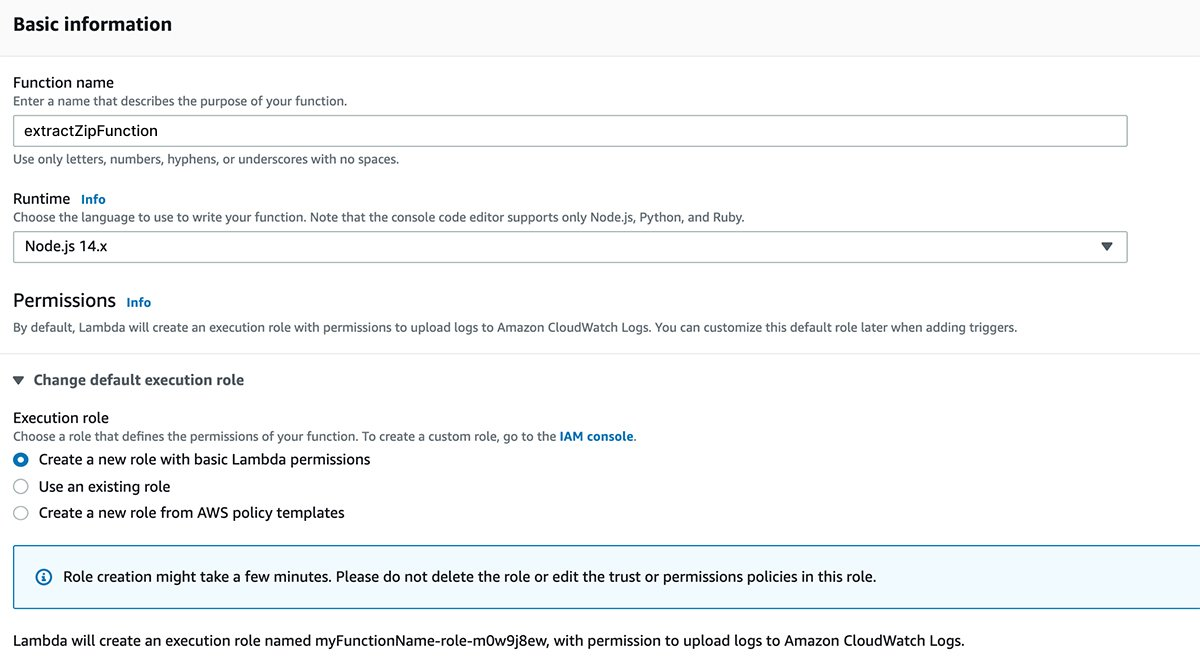 Basic information
Function name
Enter a name that describes the purpose of your function.
extractZipFunction
Use only letters, numbers, hyphens, or underscores with no spaces.
Runtime Info
Choose the language to use to write your function. Note that the console code editor supports only Node.js, Python, and Ruby.
Node.js 14.x
Permissions Info
By default, Lambda will create an execution role with permissions to upload logs to Amazon CloudWatch Logs. You can customize this default role later when adding triggers.
Change default execution role
Execution role
Choose a role that defines the permissions of your function. To create a custom role, go to the IAM console.
Create a new role with basic Lambda permissions
Use an existing role
Create a new role from AWS policy templates
Role creation might take a few minutes. Please do not delete the role or edit the trust or permissions policies in this role.
Lambda will create an execution role named myFunctionName-role-m0w9j8ew, with permission to upload logs to Amazon CloudWatch Logs.